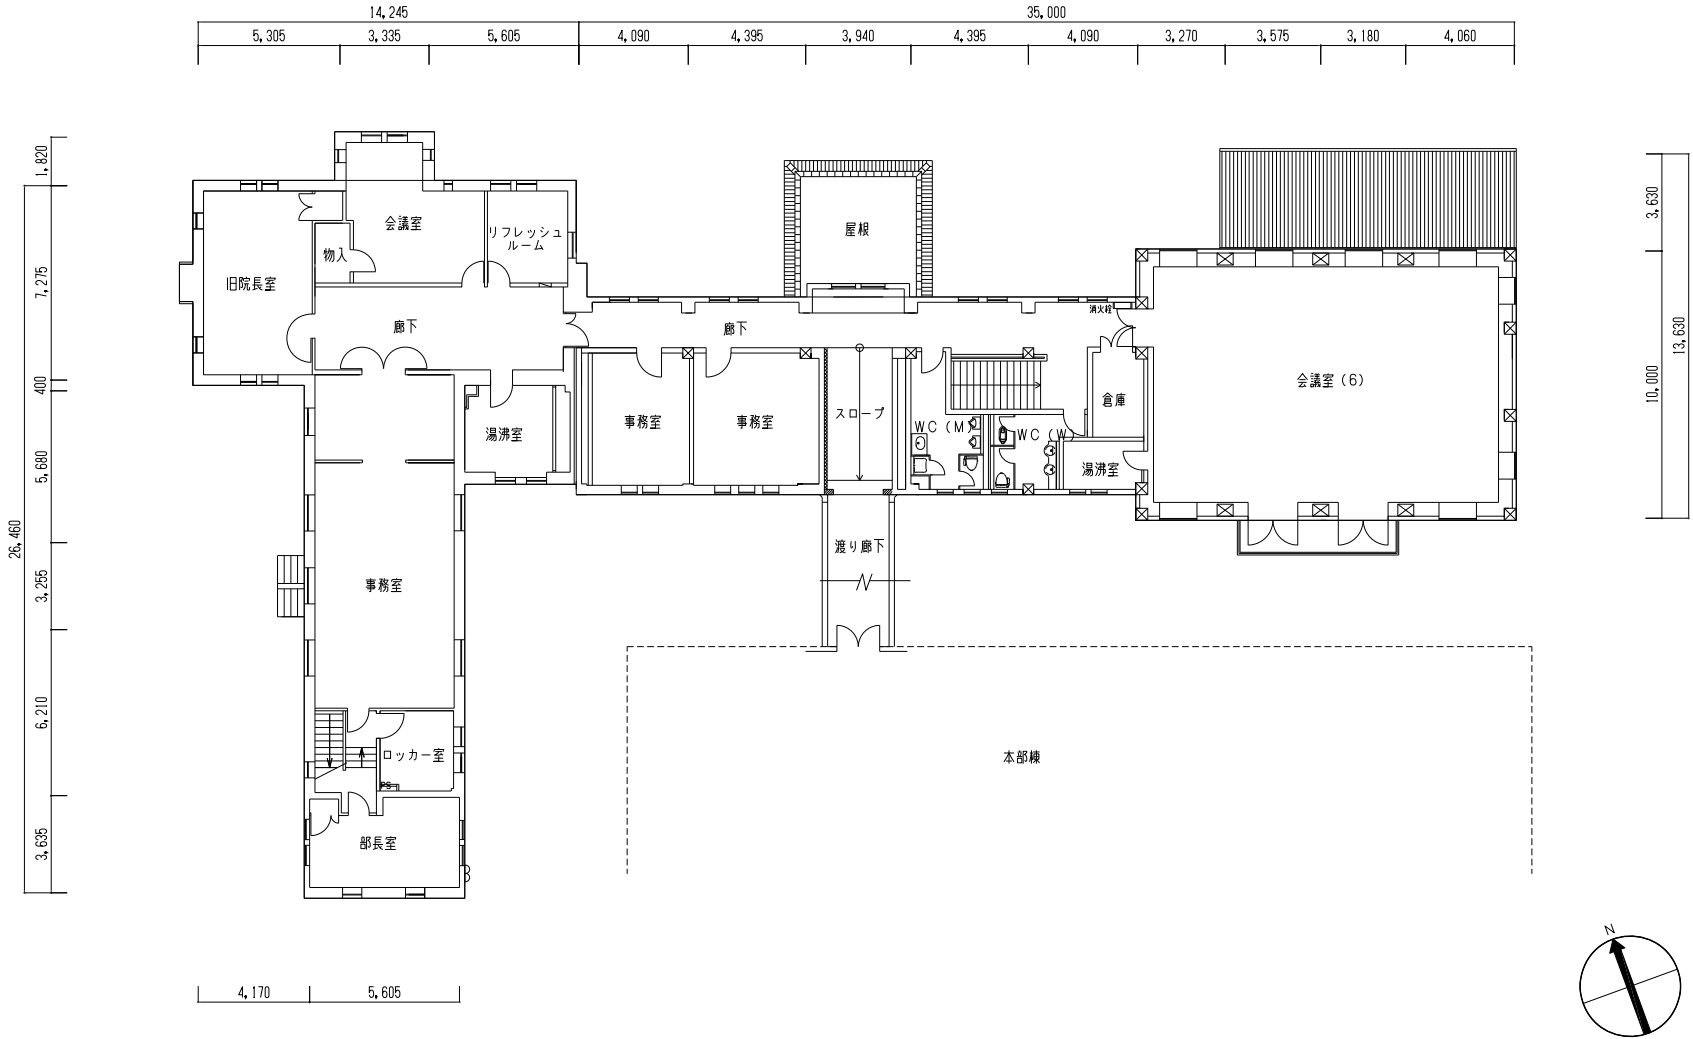 14,245
35,000
5,305
3,335
5,605
4,090
4,395
3,940
4,395
4,090
3,270
3,575
3,180
4,060
1,820
7,275
400
5,680
3,255
6,210
3,635
26,460
3,630
10,000
13,630
会議室
リフレッシュ
ルーム
物入
旧院長室
屋根
廊下
廊下
消火栓
会議室(6)
倉庫
スロープ
事務室
事務室
湯沸室
WC(M)
WC(W)
湯沸室
渡り廊下
事務室
ロッカー室
PS
部長室
本部棟
N
4,170
5,605